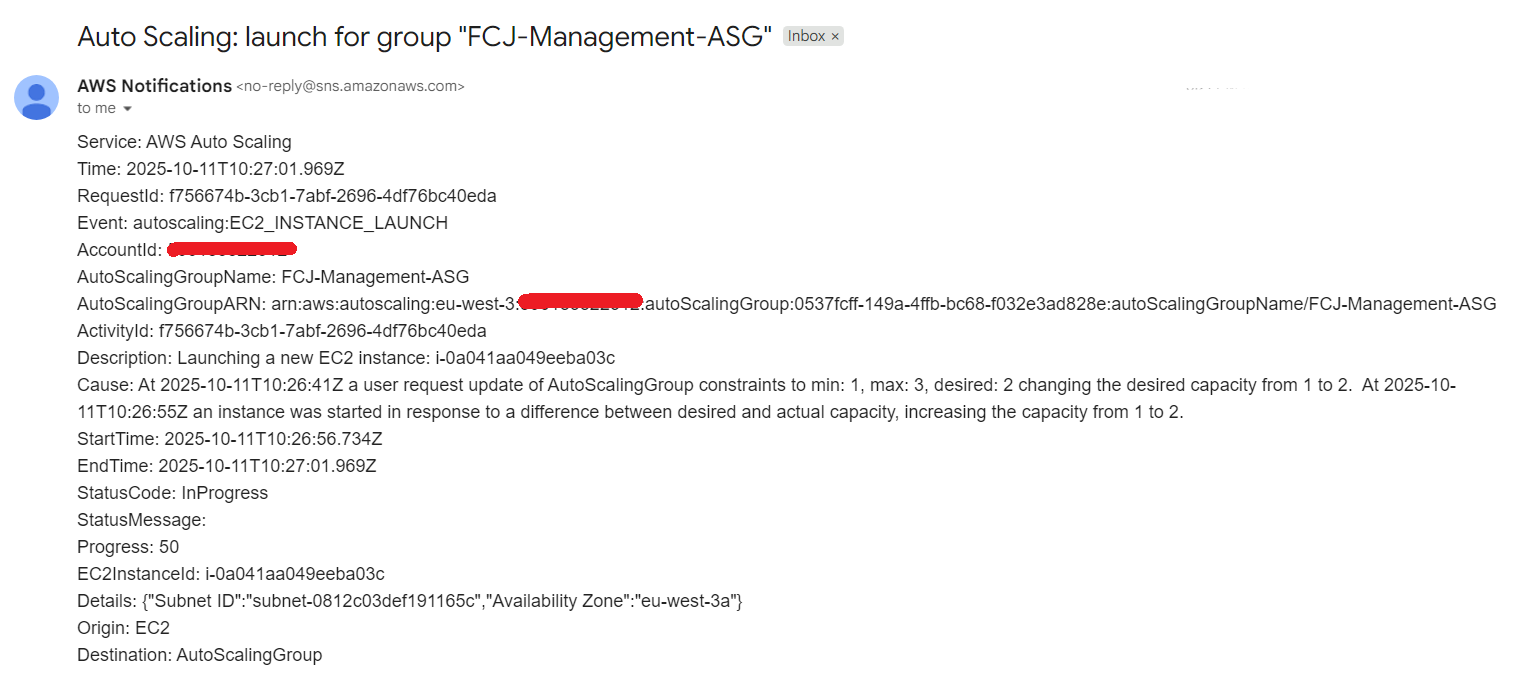 Auto Scaling: launch for group "FCJ-Management-ASG" Inbox ×
AWS Notifications <no-reply@sns.amazonaws.com>
to me
Service: AWS Auto Scaling
Time: 2025-10-11T10:27:01.969Z
RequestId: f756674b-3cb1-7abf-2696-4df76bc40eda
Event: autoscaling:EC2_INSTANCE_LAUNCH
AccountId:
AutoScalingGroupName: FCJ-Management-ASG
AutoScalingGroupARN: arn:aws:autoscaling:eu-west-3: :autoScalingGroup:0537fcff-149a-4ffb-bc68-f032e3ad828e:autoScalingGroupName/FCJ-Management-ASG
ActivityId: f756674b-3cb1-7abf-2696-4df76bc40eda
Description: Launching a new EC2 instance: i-0a041aa049eeba03c
Cause: At 2025-10-11T10:26:41Z a user request update of AutoScalingGroup constraints to min: 1, max: 3, desired: 2 changing the desired capacity from 1 to 2.  At 2025-10-
11T10:26:55Z an instance was started in response to a difference between desired and actual capacity, increasing the capacity from 1 to 2.
StartTime: 2025-10-11T10:26:56.734Z
EndTime: 2025-10-11T10:27:01.969Z
StatusCode: InProgress
StatusMessage:
Progress: 50
EC2InstanceId: i-0a041aa049eeba03c
Details: {"Subnet ID":"subnet-0812c03def191165c","Availability Zone":"eu-west-3a"}
Origin: EC2
Destination: AutoScalingGroup